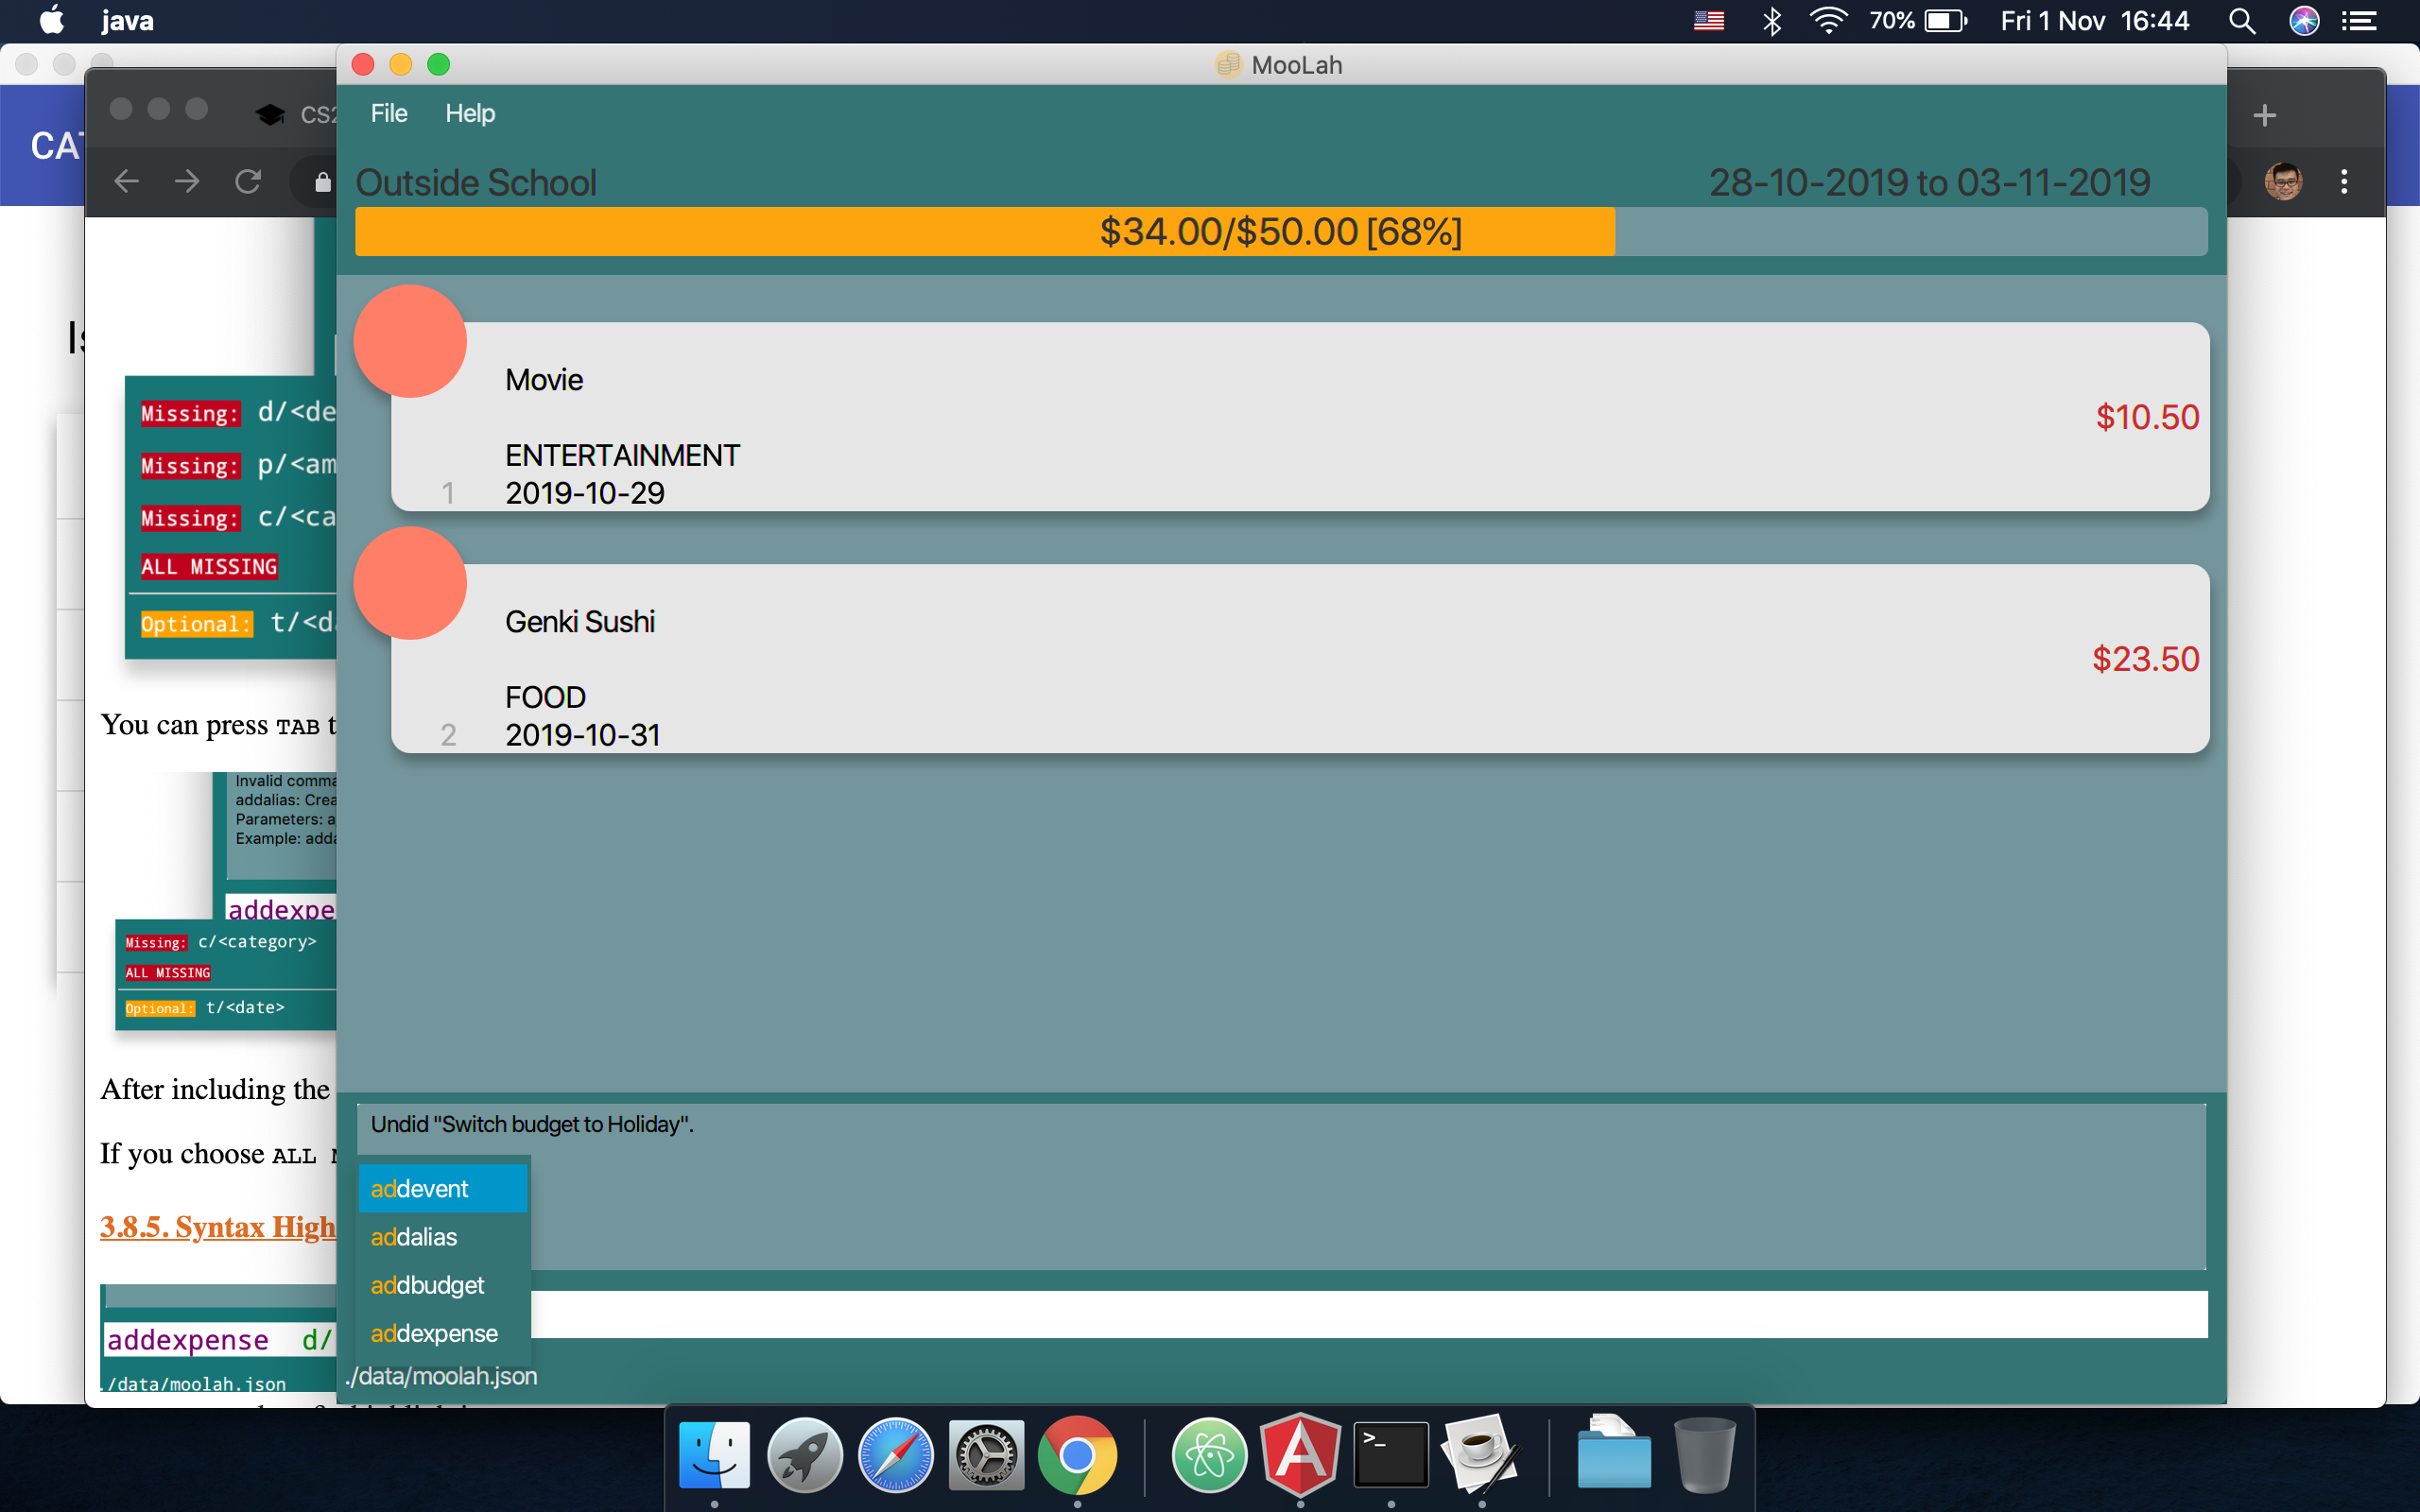 java
70%
Fri 1 Nov 16:44
MooLah
File Help
Outside School
28-10-2019 to 03-11-2019
$34.00/$50.00 [68%]
Movie
$10.50
ENTERTAINMENT
1
2019-10-29
Genki Sushi
$23.50
FOOD
2
2019-10-31
Undid "Switch budget to Holiday".
addevent
addalias
addbudget
addexpense
./data/moolah.json
Missing: d/<de
Missing: p/<am
Missing: c/<ca
ALL MISSING
Optional: t/<d
You can press TAB t
Invalid comma
addalias: Crea
Parameters: a
Example: adda
addexpe
Missing: c/<category>
ALL MISSING
Optional: t/<date>
After including the
If you choose ALL
3.8.5. Syntax High
addexpense d/
./data/moolah.json
CAT
CS2
>_